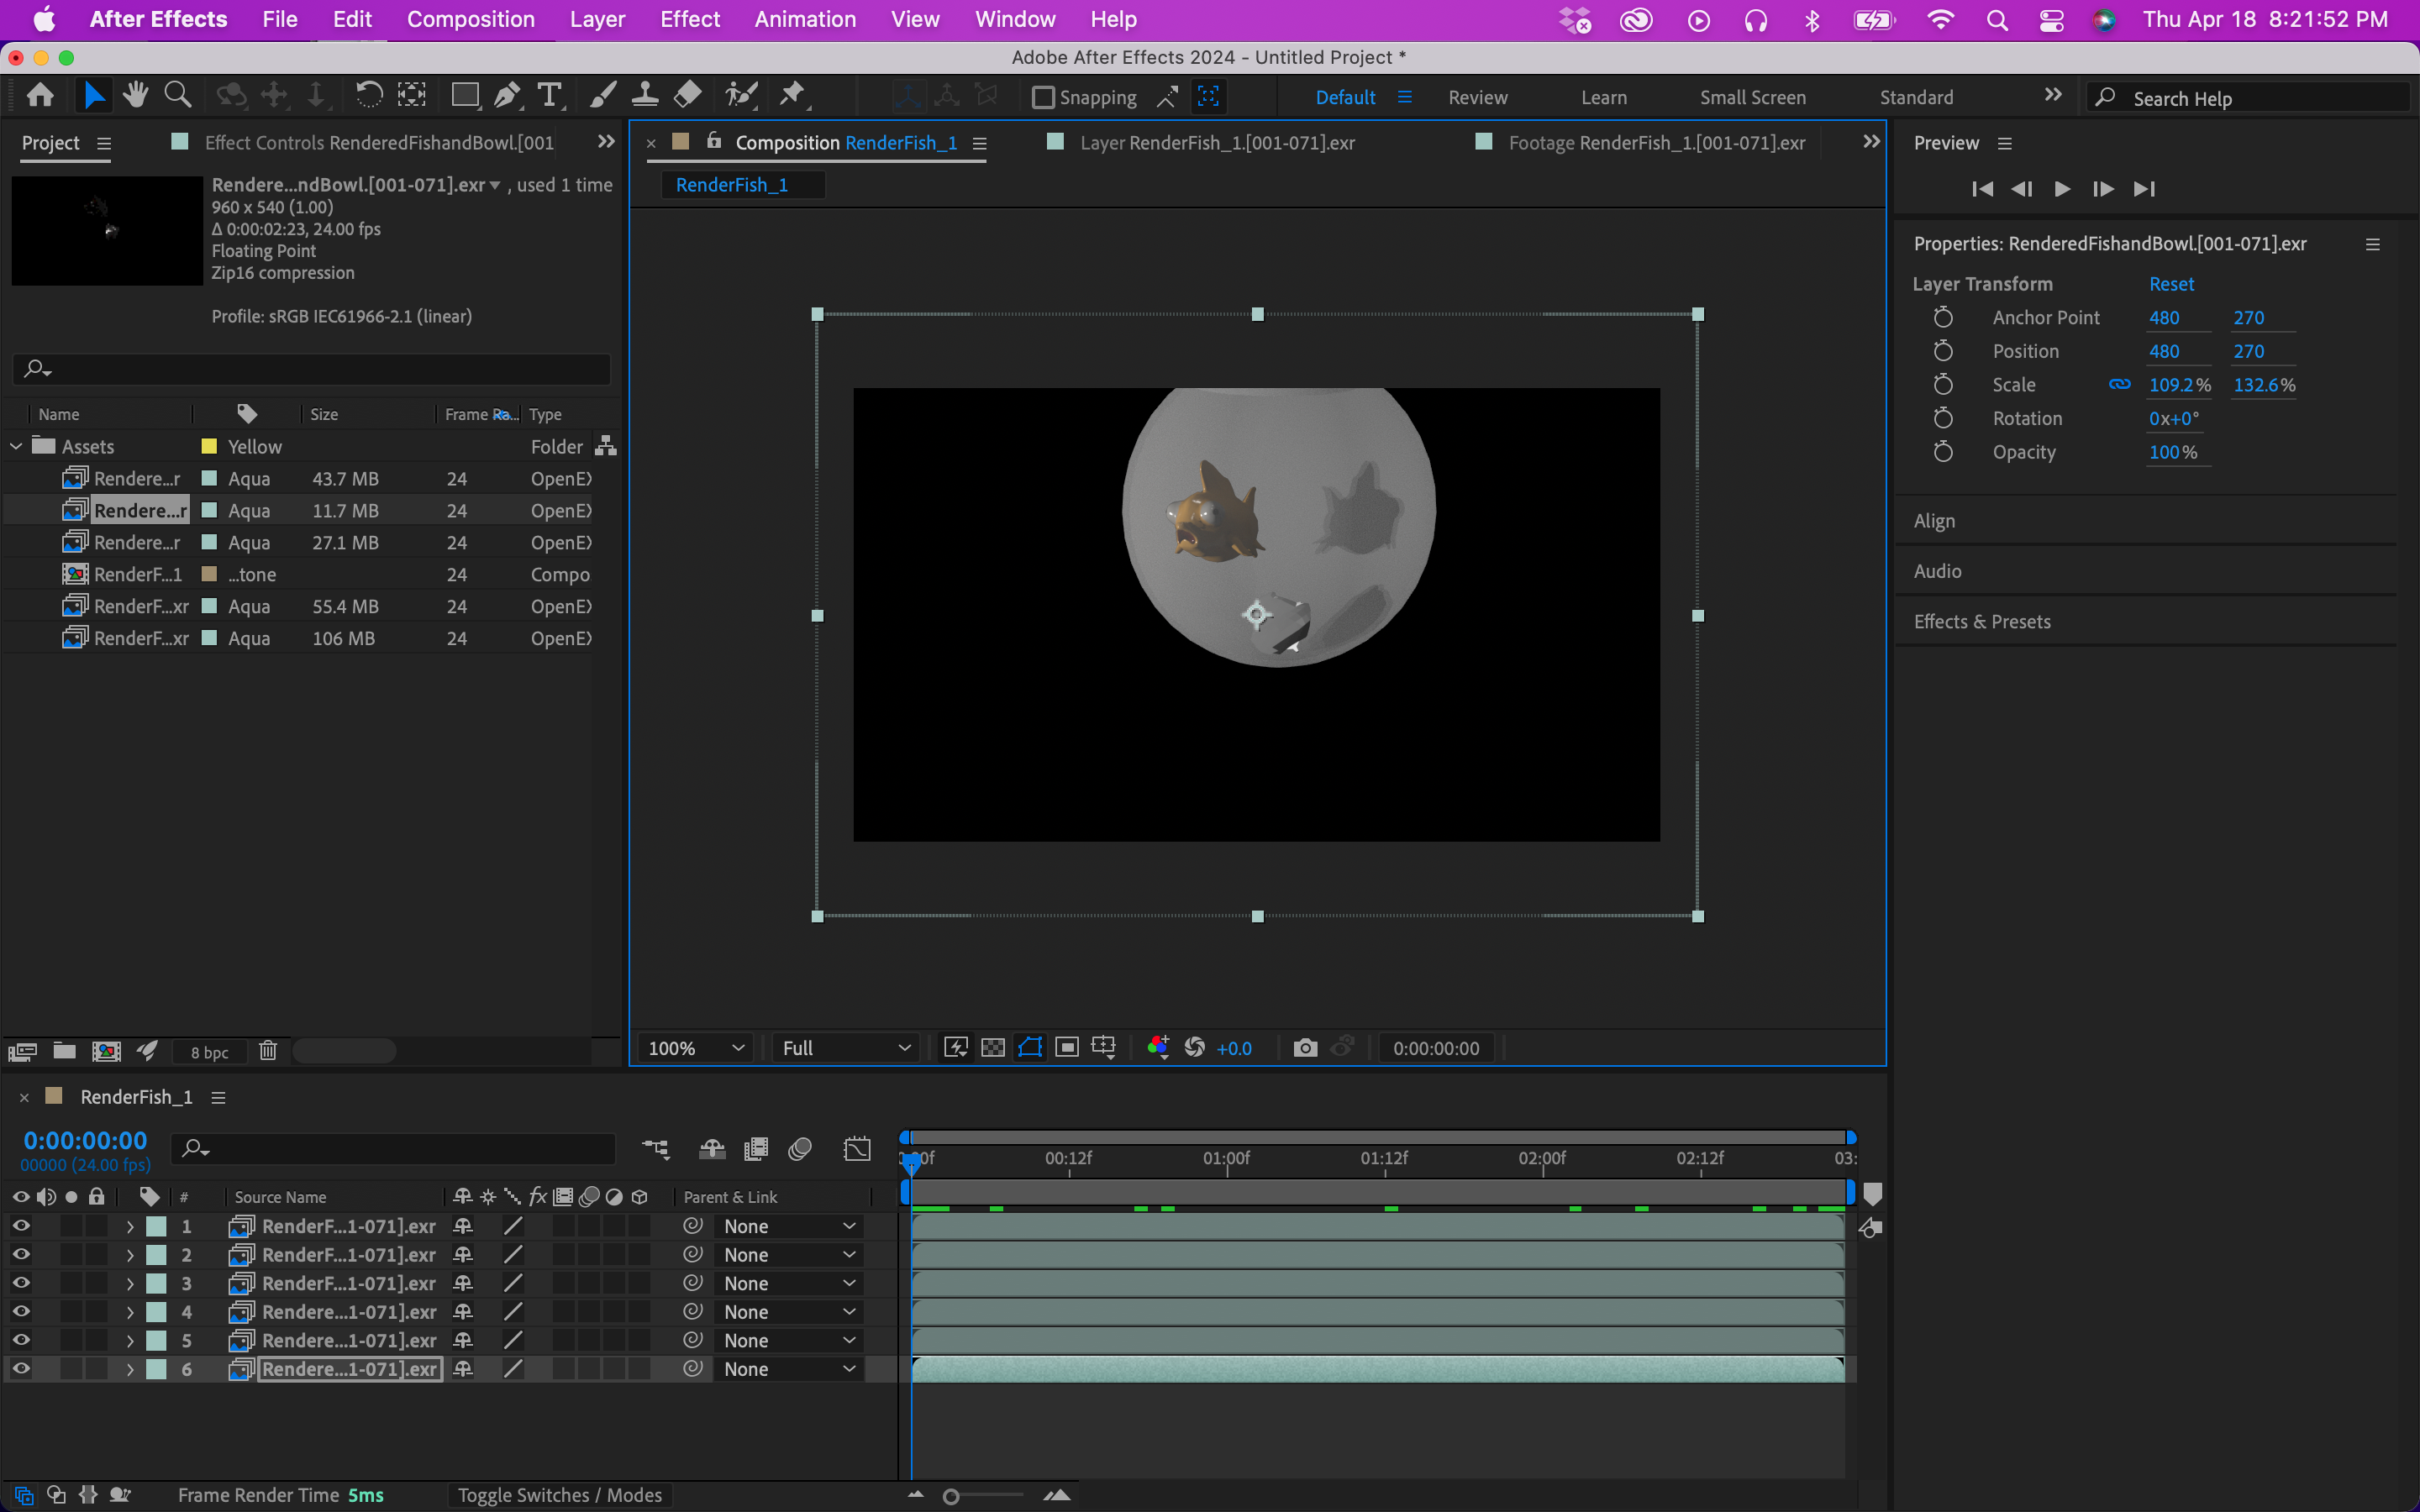 After Effects File Edit Composition Layer Effect Animation View Window Help Thu Apr 18 8:21:52 PM
Adobe After Effects 2024 - Untitled Project *
Snapping Default Review Learn Small Screen Standard Search Help
Project Effect Controls RenderedFishandBowl.[001
Rendere...ndBowl.[001-071].exr , used 1 time
960 x 540 (1.00)
Δ 0:00:02:23, 24.00 fps
Floating Point
Zip16 compression
Profile: sRGB IEC61966-2.1 (linear)
Name Size Frame Ra... Type
Assets Yellow Folder
Rendere...r Aqua 43.7 MB 24 OpenEX
Rendere...r Aqua 11.7 MB 24 OpenEX
Rendere...r Aqua 27.1 MB 24 OpenEX
RenderF...1 ...tone 24 Compo
RenderF...xr Aqua 55.4 MB 24 OpenEX
RenderF...xr Aqua 106 MB 24 OpenEX
8 bpc
Composition RenderFish_1 Layer RenderFish_1.[001-071].exr Footage RenderFish_1.[001-071].exr
RenderFish_1
100% Full +0.0 0:00:00:00
Preview
Properties: RenderedFishandBowl.[001-071].exr
Layer Transform Reset
Anchor Point 480 270
Position 480 270
Scale 109.2% 132.6%
Rotation 0x+0°
Opacity 100%
Align
Audio
Effects & Presets
RenderFish_1
0:00:00:00
00000 (24.00 fps)
:00f 00:12f 01:00f 01:12f 02:00f 02:12f 03:
# Source Name fx Parent & Link
1 RenderF...1-071].exr None
2 RenderF...1-071].exr None
3 RenderF...1-071].exr None
4 Rendere...1-071].exr None
5 Rendere...1-071].exr None
6 Rendere...1-071].exr None
Frame Render Time 5ms Toggle Switches / Modes